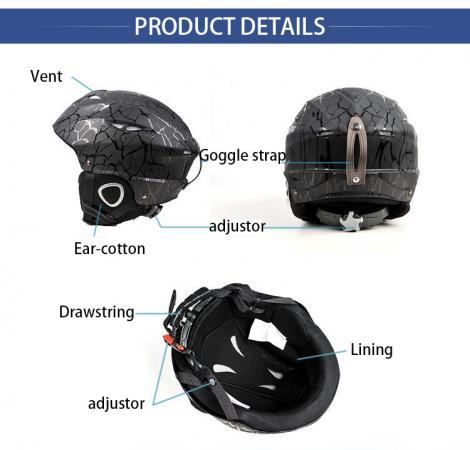 PRODUCT DETAILS
Vent
Goggle strap
adjustor
Ear-cotton
Drawstring
Lining
adjustor